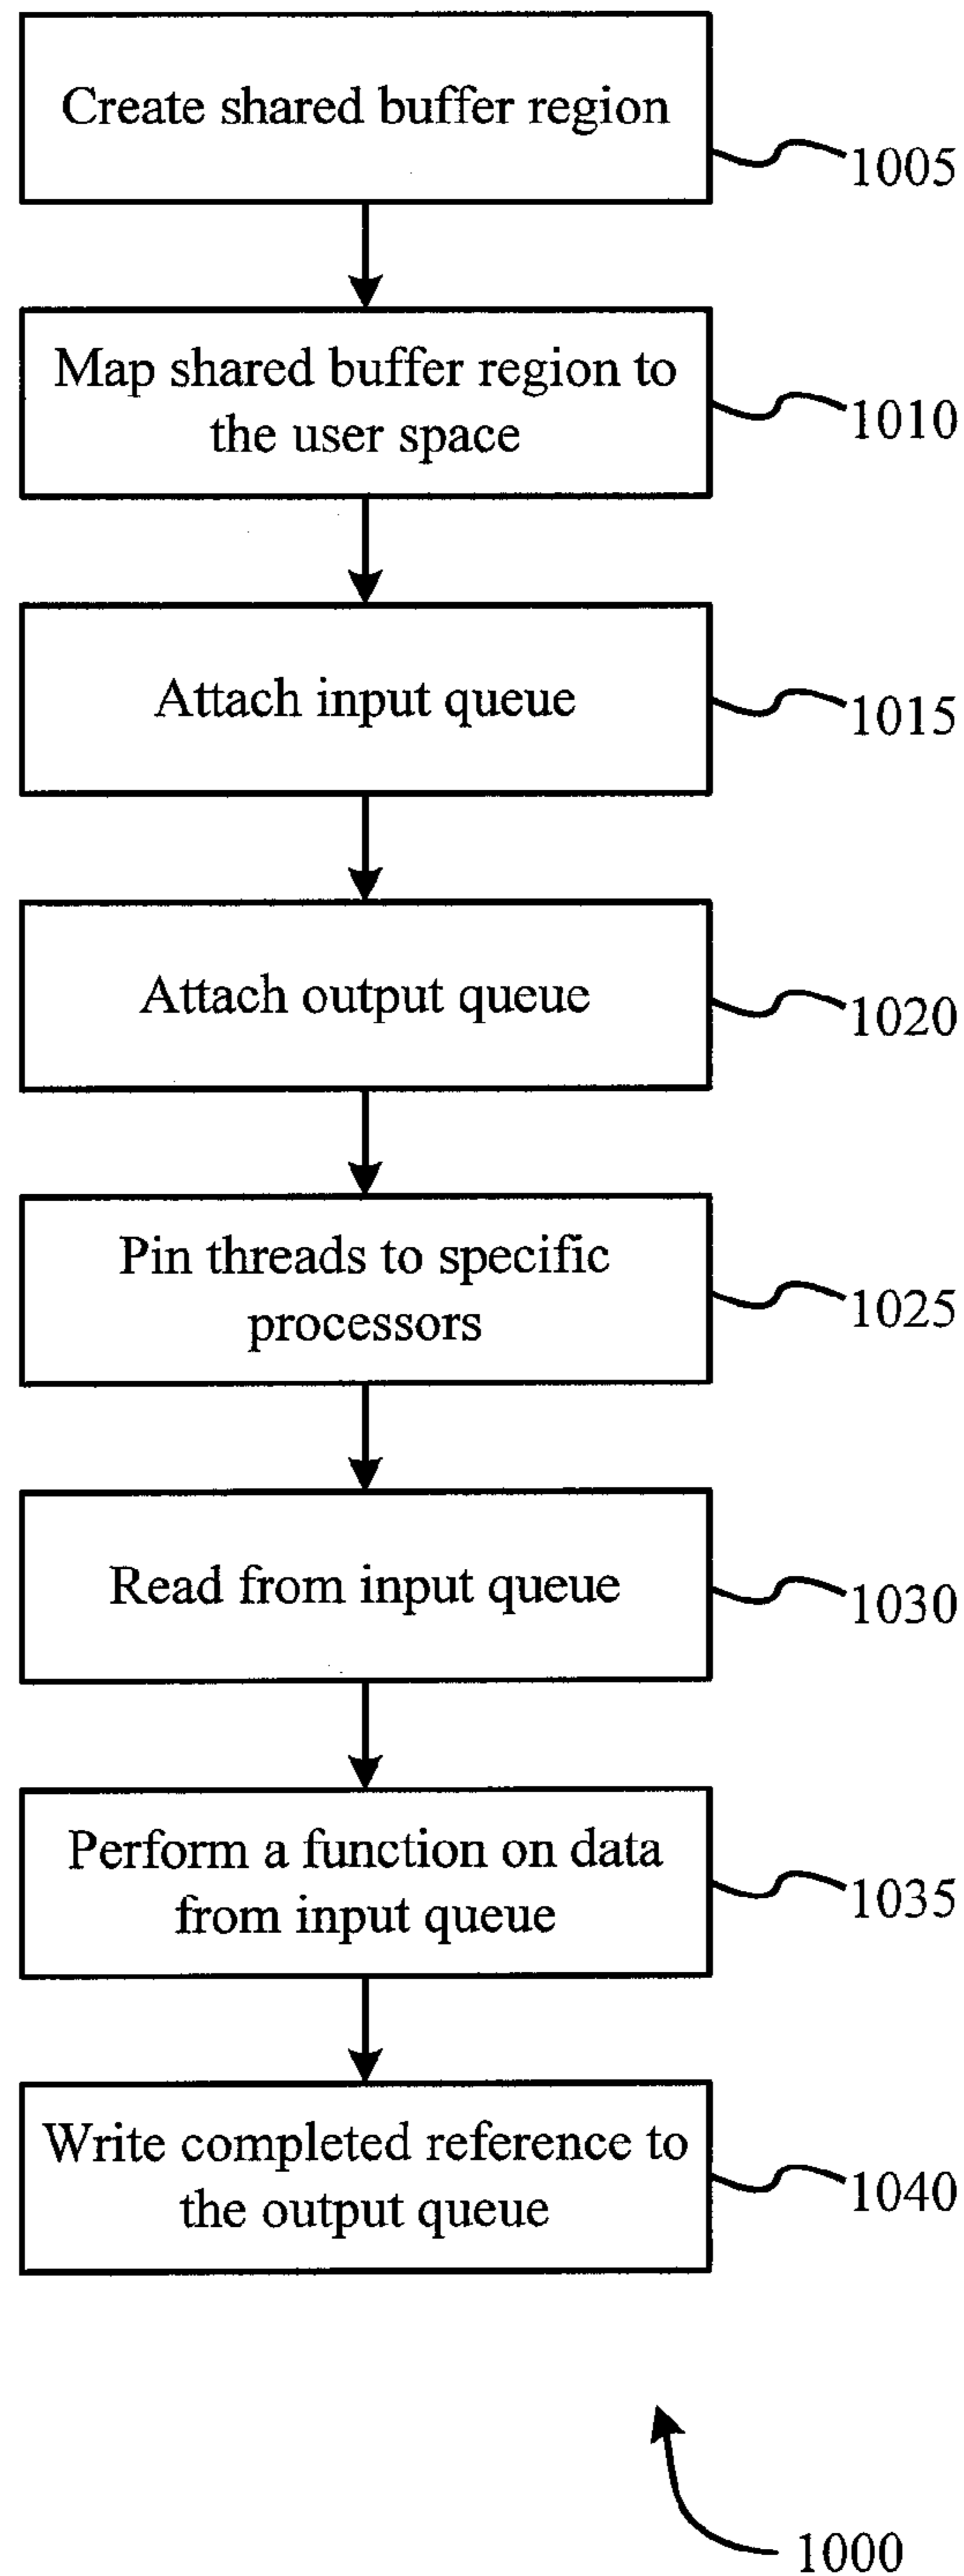 Create shared buffer region
1005
Map shared buffer region to
the user space
1010
Attach input queue
1015
Attach output queue
1020
Pin threads to specific
processors
1025
Read from input queue
1030
Perform a function on data
from input queue
1035
Write completed reference to
the output queue
1040
1000